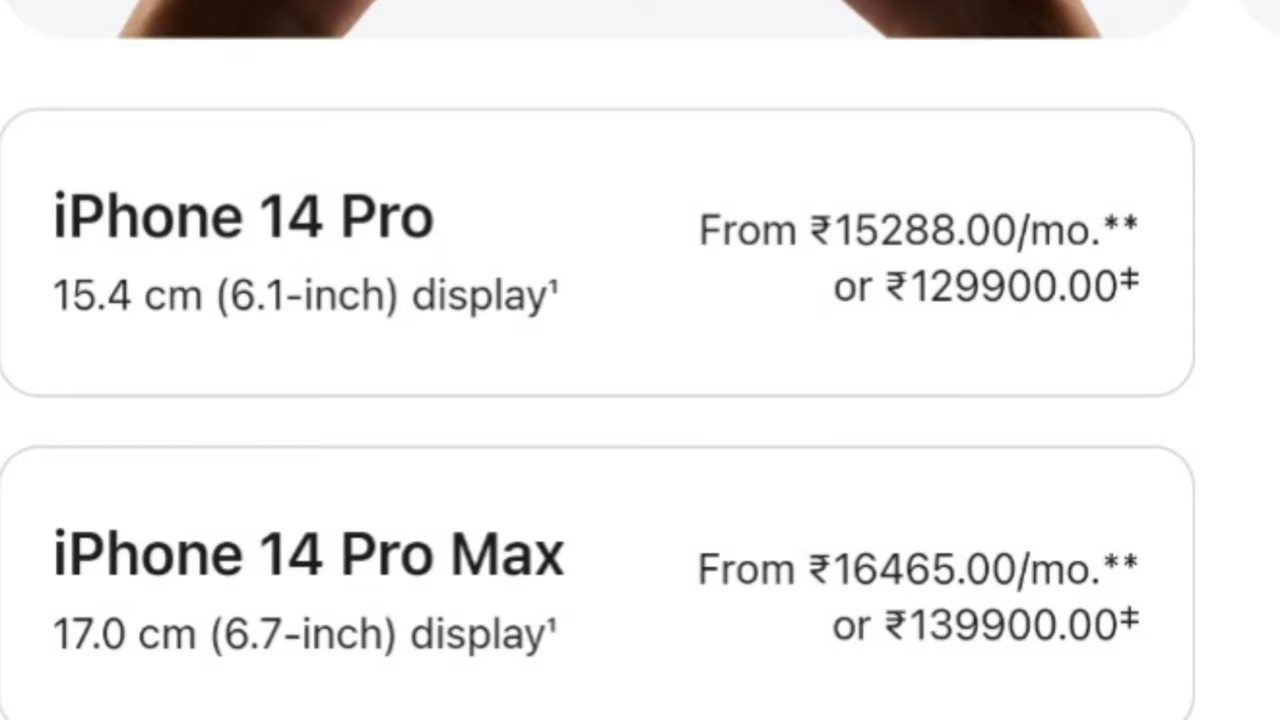 iPhone 14 Pro
15.4 cm (6.1-inch) display¹
From ₹15288.00/mo.**
or ₹129900.00‡
iPhone 14 Pro Max
17.0 cm (6.7-inch) display¹
From ₹16465.00/mo.**
or ₹139900.00‡